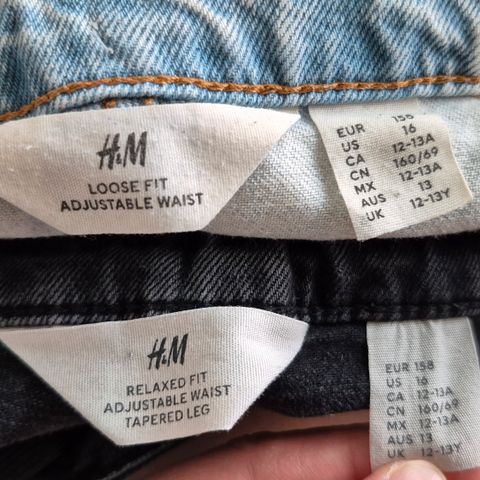 H&M
LOOSE FIT
ADJUSTABLE WAIST
EUR 158
US 16
CA 12-13A
CN 160/69
MX 12-13A
AUS 13
UK 12-13Y
H&M
RELAXED FIT
ADJUSTABLE WAIST
TAPERED LEG
EUR 158
US 16
CA 12-13A
CN 160/69
MX 12-13A
AUS 13
UK 12-13Y